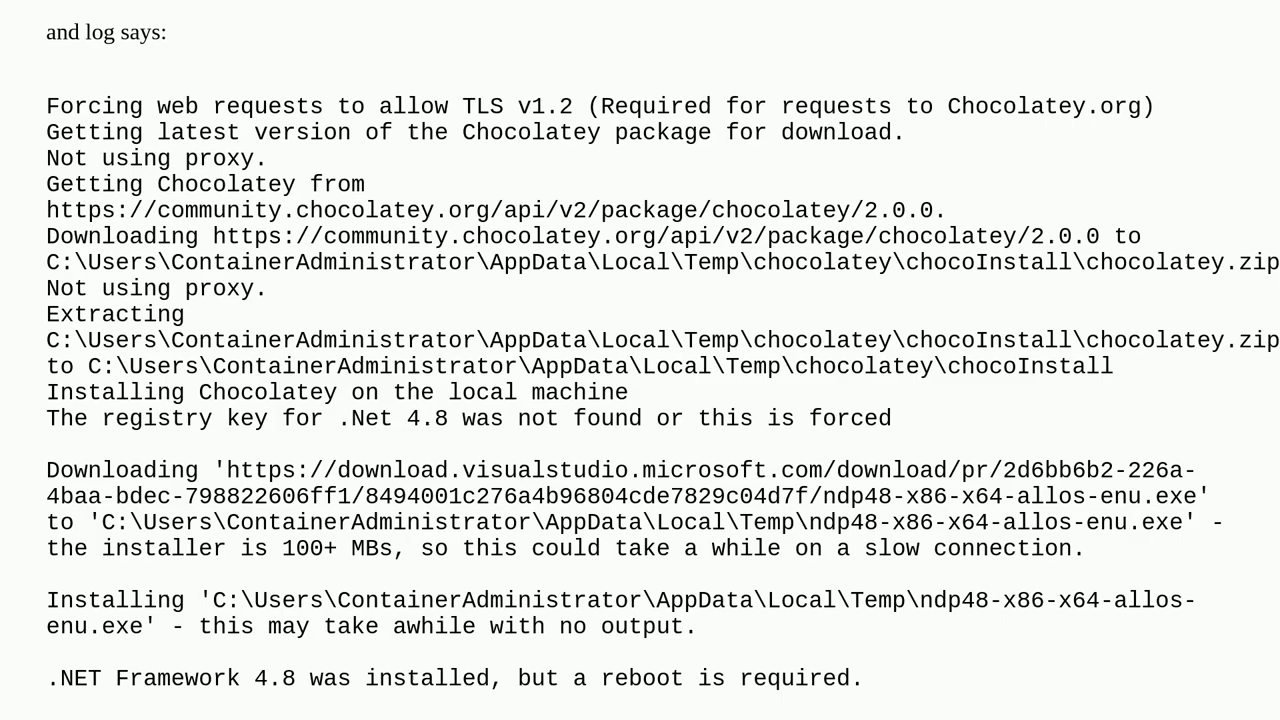 and log says:
Forcing web requests to allow TLS v1.2 (Required for requests to Chocolatey.org)
Getting latest version of the Chocolatey package for download.
Not using proxy.
Getting Chocolatey from
https://community.chocolatey.org/api/v2/package/chocolatey/2.0.0.
Downloading https://community.chocolatey.org/api/v2/package/chocolatey/2.0.0 to
C:\Users\ContainerAdministrator\AppData\Local\Temp\chocolatey\chocoInstall\chocolatey.zip
Not using proxy.
Extracting
C:\Users\ContainerAdministrator\AppData\Local\Temp\chocolatey\chocoInstall\chocolatey.zip
to C:\Users\ContainerAdministrator\AppData\Local\Temp\chocolatey\chocoInstall
Installing Chocolatey on the local machine
The registry key for .Net 4.8 was not found or this is forced
Downloading 'https://download.visualstudio.microsoft.com/download/pr/2d6bb6b2-226a-
4baa-bdec-798822606ff1/8494001c276a4b96804cde7829c04d7f/ndp48-x86-x64-allos-enu.exe'
to 'C:\Users\ContainerAdministrator\AppData\Local\Temp\ndp48-x86-x64-allos-enu.exe' -
the installer is 100+ MBs, so this could take a while on a slow connection.
Installing 'C:\Users\ContainerAdministrator\AppData\Local\Temp\ndp48-x86-x64-allos-
enu.exe' - this may take awhile with no output.
.NET Framework 4.8 was installed, but a reboot is required.